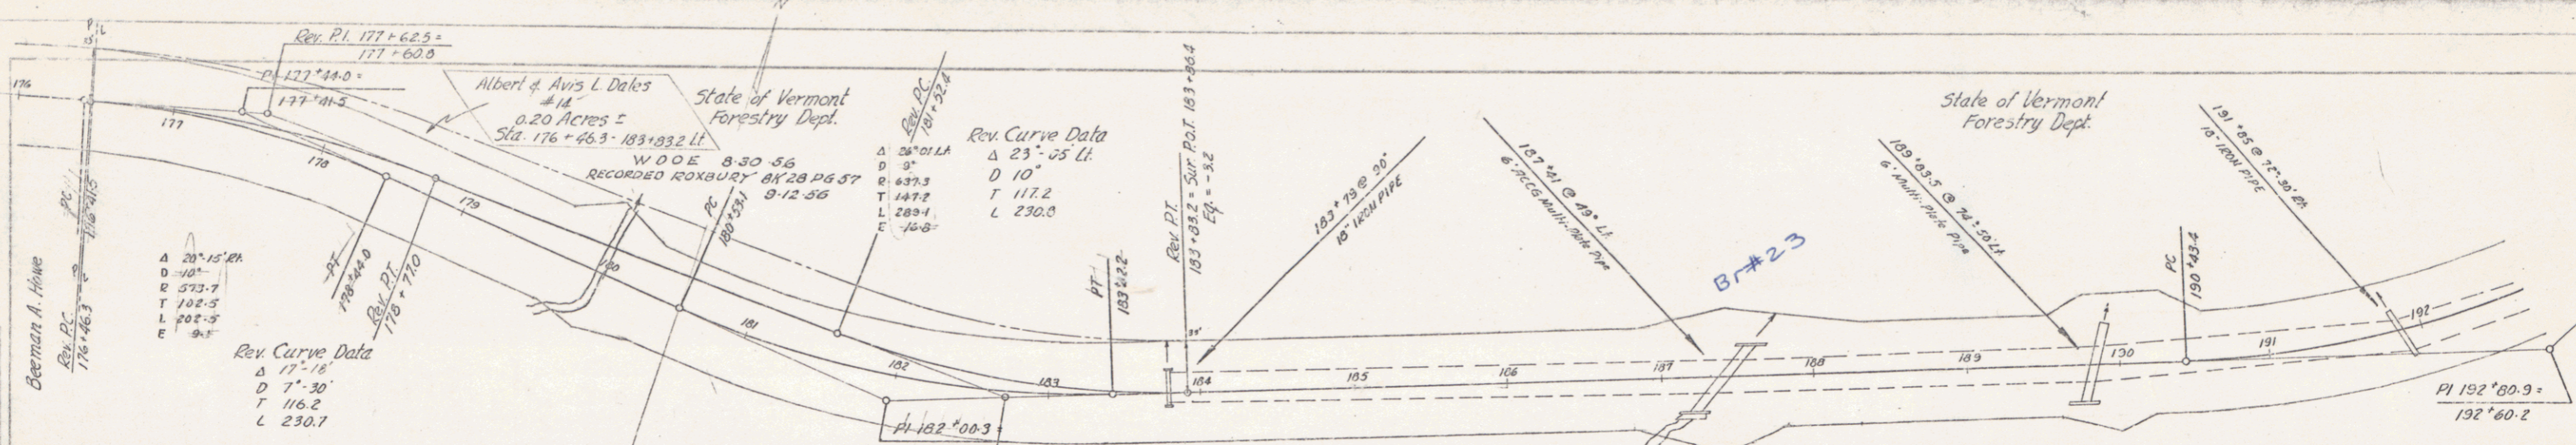 N
176
177
178
179
180
181
182
183
184
185
186
187
188
189
190
191
192
Rev. P.I. 177+62.5=
177+60.8
PI 177+44.0=
177+41.5
Albert & Avis L. Dales
#14
0.20 Acres ±
Sta. 176+46.3 - 183+83.2 Lt
State of Vermont
Forestry Dept.
WDOE 8-30-56
RECORDED ROXBURY BK 28 PG 57
9-12-56
Beeman A. Howe
PC
176+41.5
Rev. P.C.
176+46.3
Δ 20°-15' Rt.
D 10°
R 573.7
T 102.5
L 202.5
E 9.1
Rev. Curve Data
Δ 17°-18'
D 7°-30'
T 116.2
L 230.7
PT
178+44.0
Rev. P.T.
178+77.0
PC
180+53.1
Rev. P.C.
181+52.4
Δ 26°01' Lt.
D 9°
R 637.3
T 147.2
L 289.1
E 16.8
Rev. Curve Data
Δ 23°-05' Lt.
D 10°
T 117.2
L 230.8
PI 182+00.3=
PT
183+42.2
Rev. P.T.
183+83.2 = Sur. P.O.T. 183+86.4
Eq. = -3.2
35'
183+79 @ 90°
18" IRON PIPE
187+41 @ 49° Lt.
6' ACCG Multi-Plate Pipe
Br#23
189+83.5 @ 74°-50' Lt
6' Multi-Plate Pipe
State of Vermont
Forestry Dept.
PC
190+43.4
191+85 @ 72°-30' Rt.
18" IRON PIPE
PI 192+80.9=
192+60.2